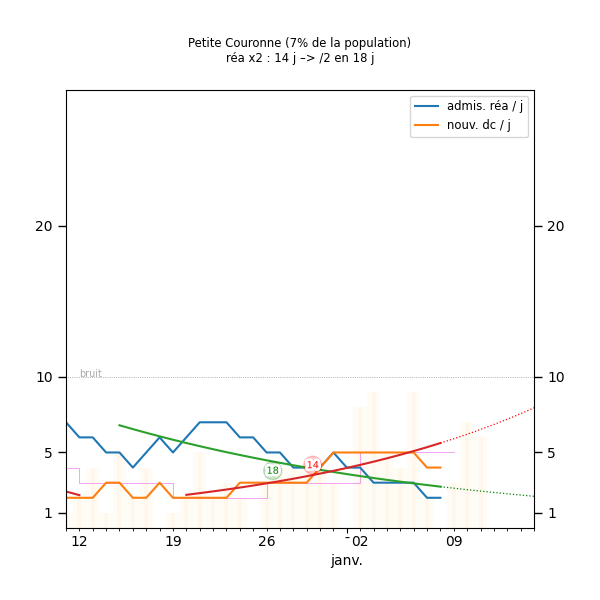 Petite Couronne (7% de la population)
réa x2 : 14 j –> /2 en 18 j
admis. réa / j
nouv. dc / j
20 20
bruit
10 10
5 5
18 14
1 1
12 19 26 02 09
janv.